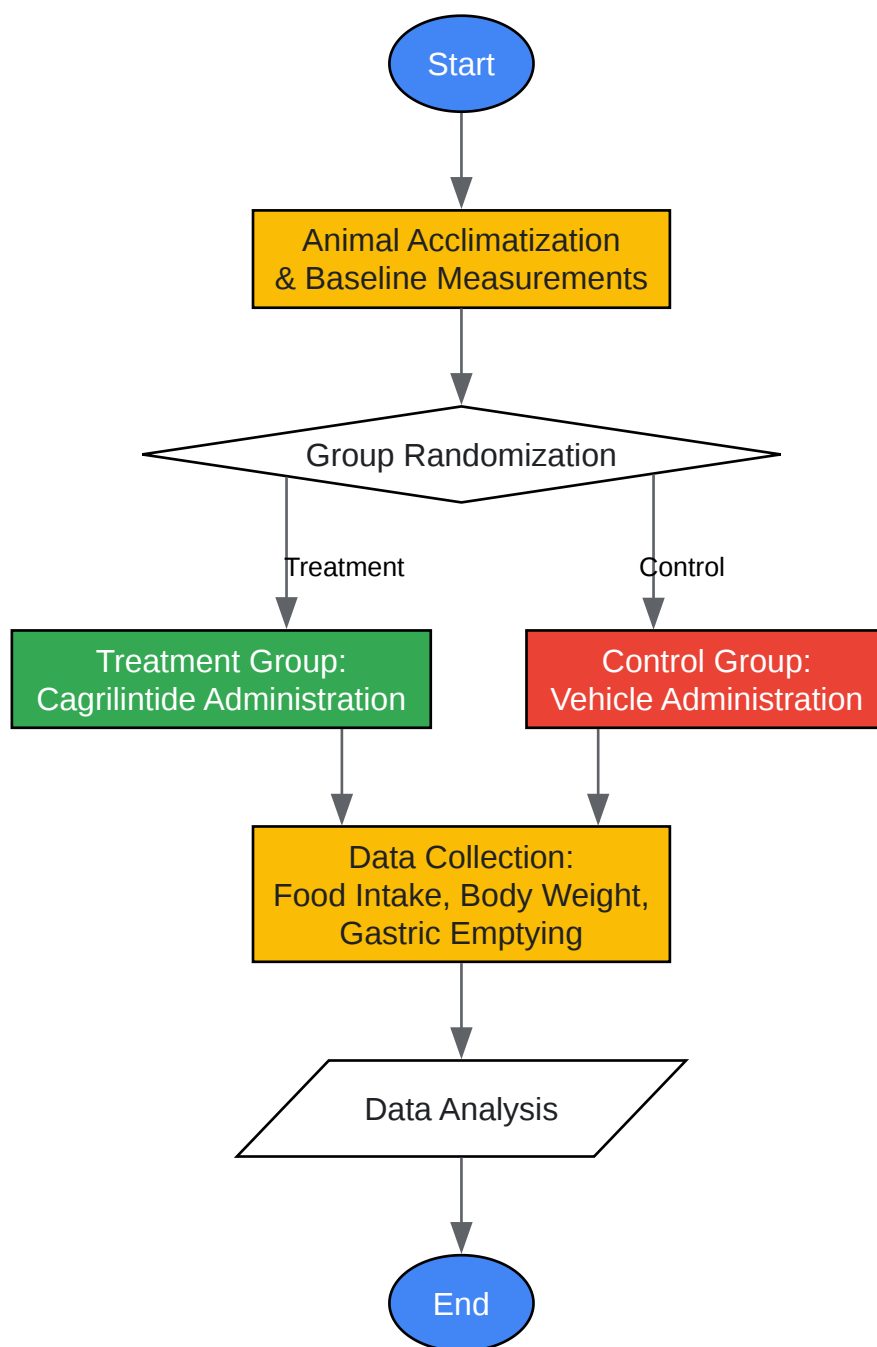 Start
Animal Acclimatization
& Baseline Measurements
Group Randomization
Treatment
Control
Treatment Group:
Cagrilintide Administration
Control Group:
Vehicle Administration
Data Collection:
Food Intake, Body Weight,
Gastric Emptying
Data Analysis
End